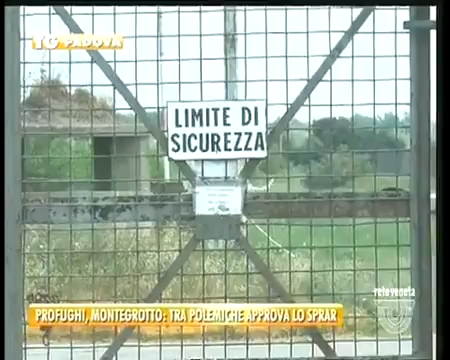 TG PADOVA
LIMITE DI
SICUREZZA
reteveneta
PROFUGHI, MONTEGROTTO: TRA POLEMICHE APPROVA LO SPRAR